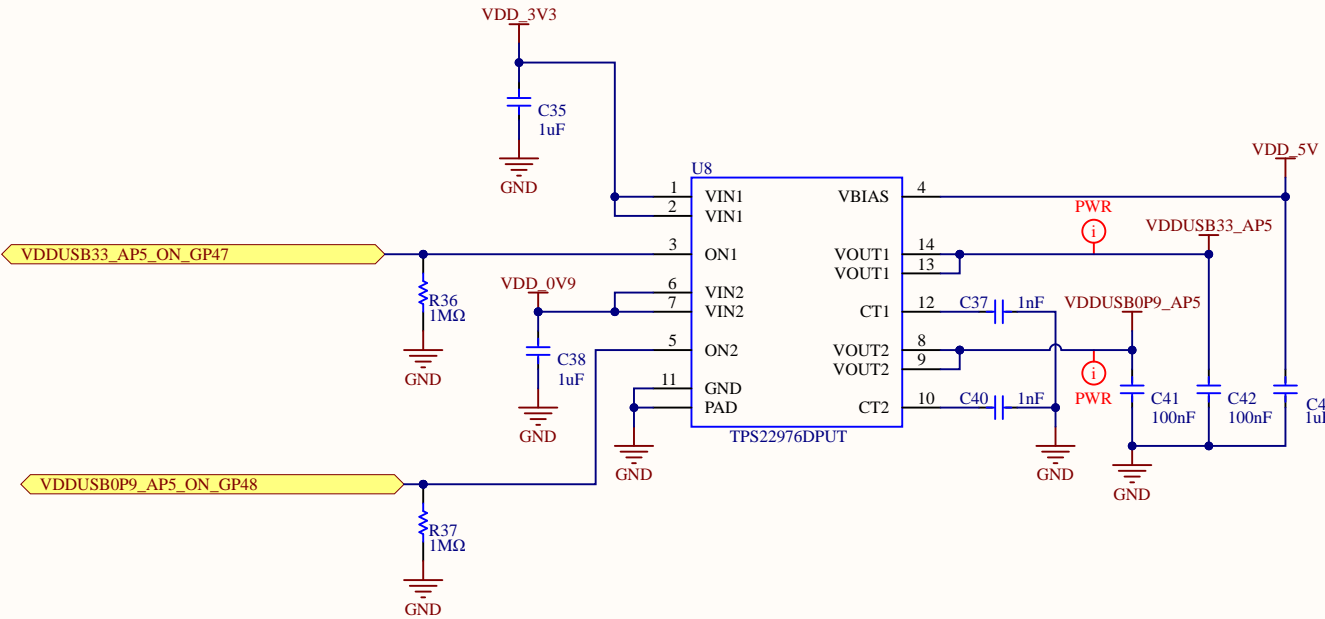 VDD_3V3
C35
1uF
GND
U8
1 VIN1
2 VIN1
3 ON1
6 VIN2
7 VIN2
5 ON2
11 GND
PAD
VBIAS 4
VOUT1 14
VOUT1 13
CT1 12
VOUT2 8
VOUT2 9
CT2 10
TPS22976DPUT
VDD_5V
PWR
i
VDDUSB33_AP5
VDDUSB33_AP5_ON_GP47
R36
1MΩ
GND
VDD_0V9
C38
1uF
GND
GND
C37 1nF
VDDUSB0P9_AP5
i
PWR
C40 1nF
GND
C41
100nF
C42
100nF
GND
VDDUSB0P9_AP5_ON_GP48
R37
1MΩ
GND